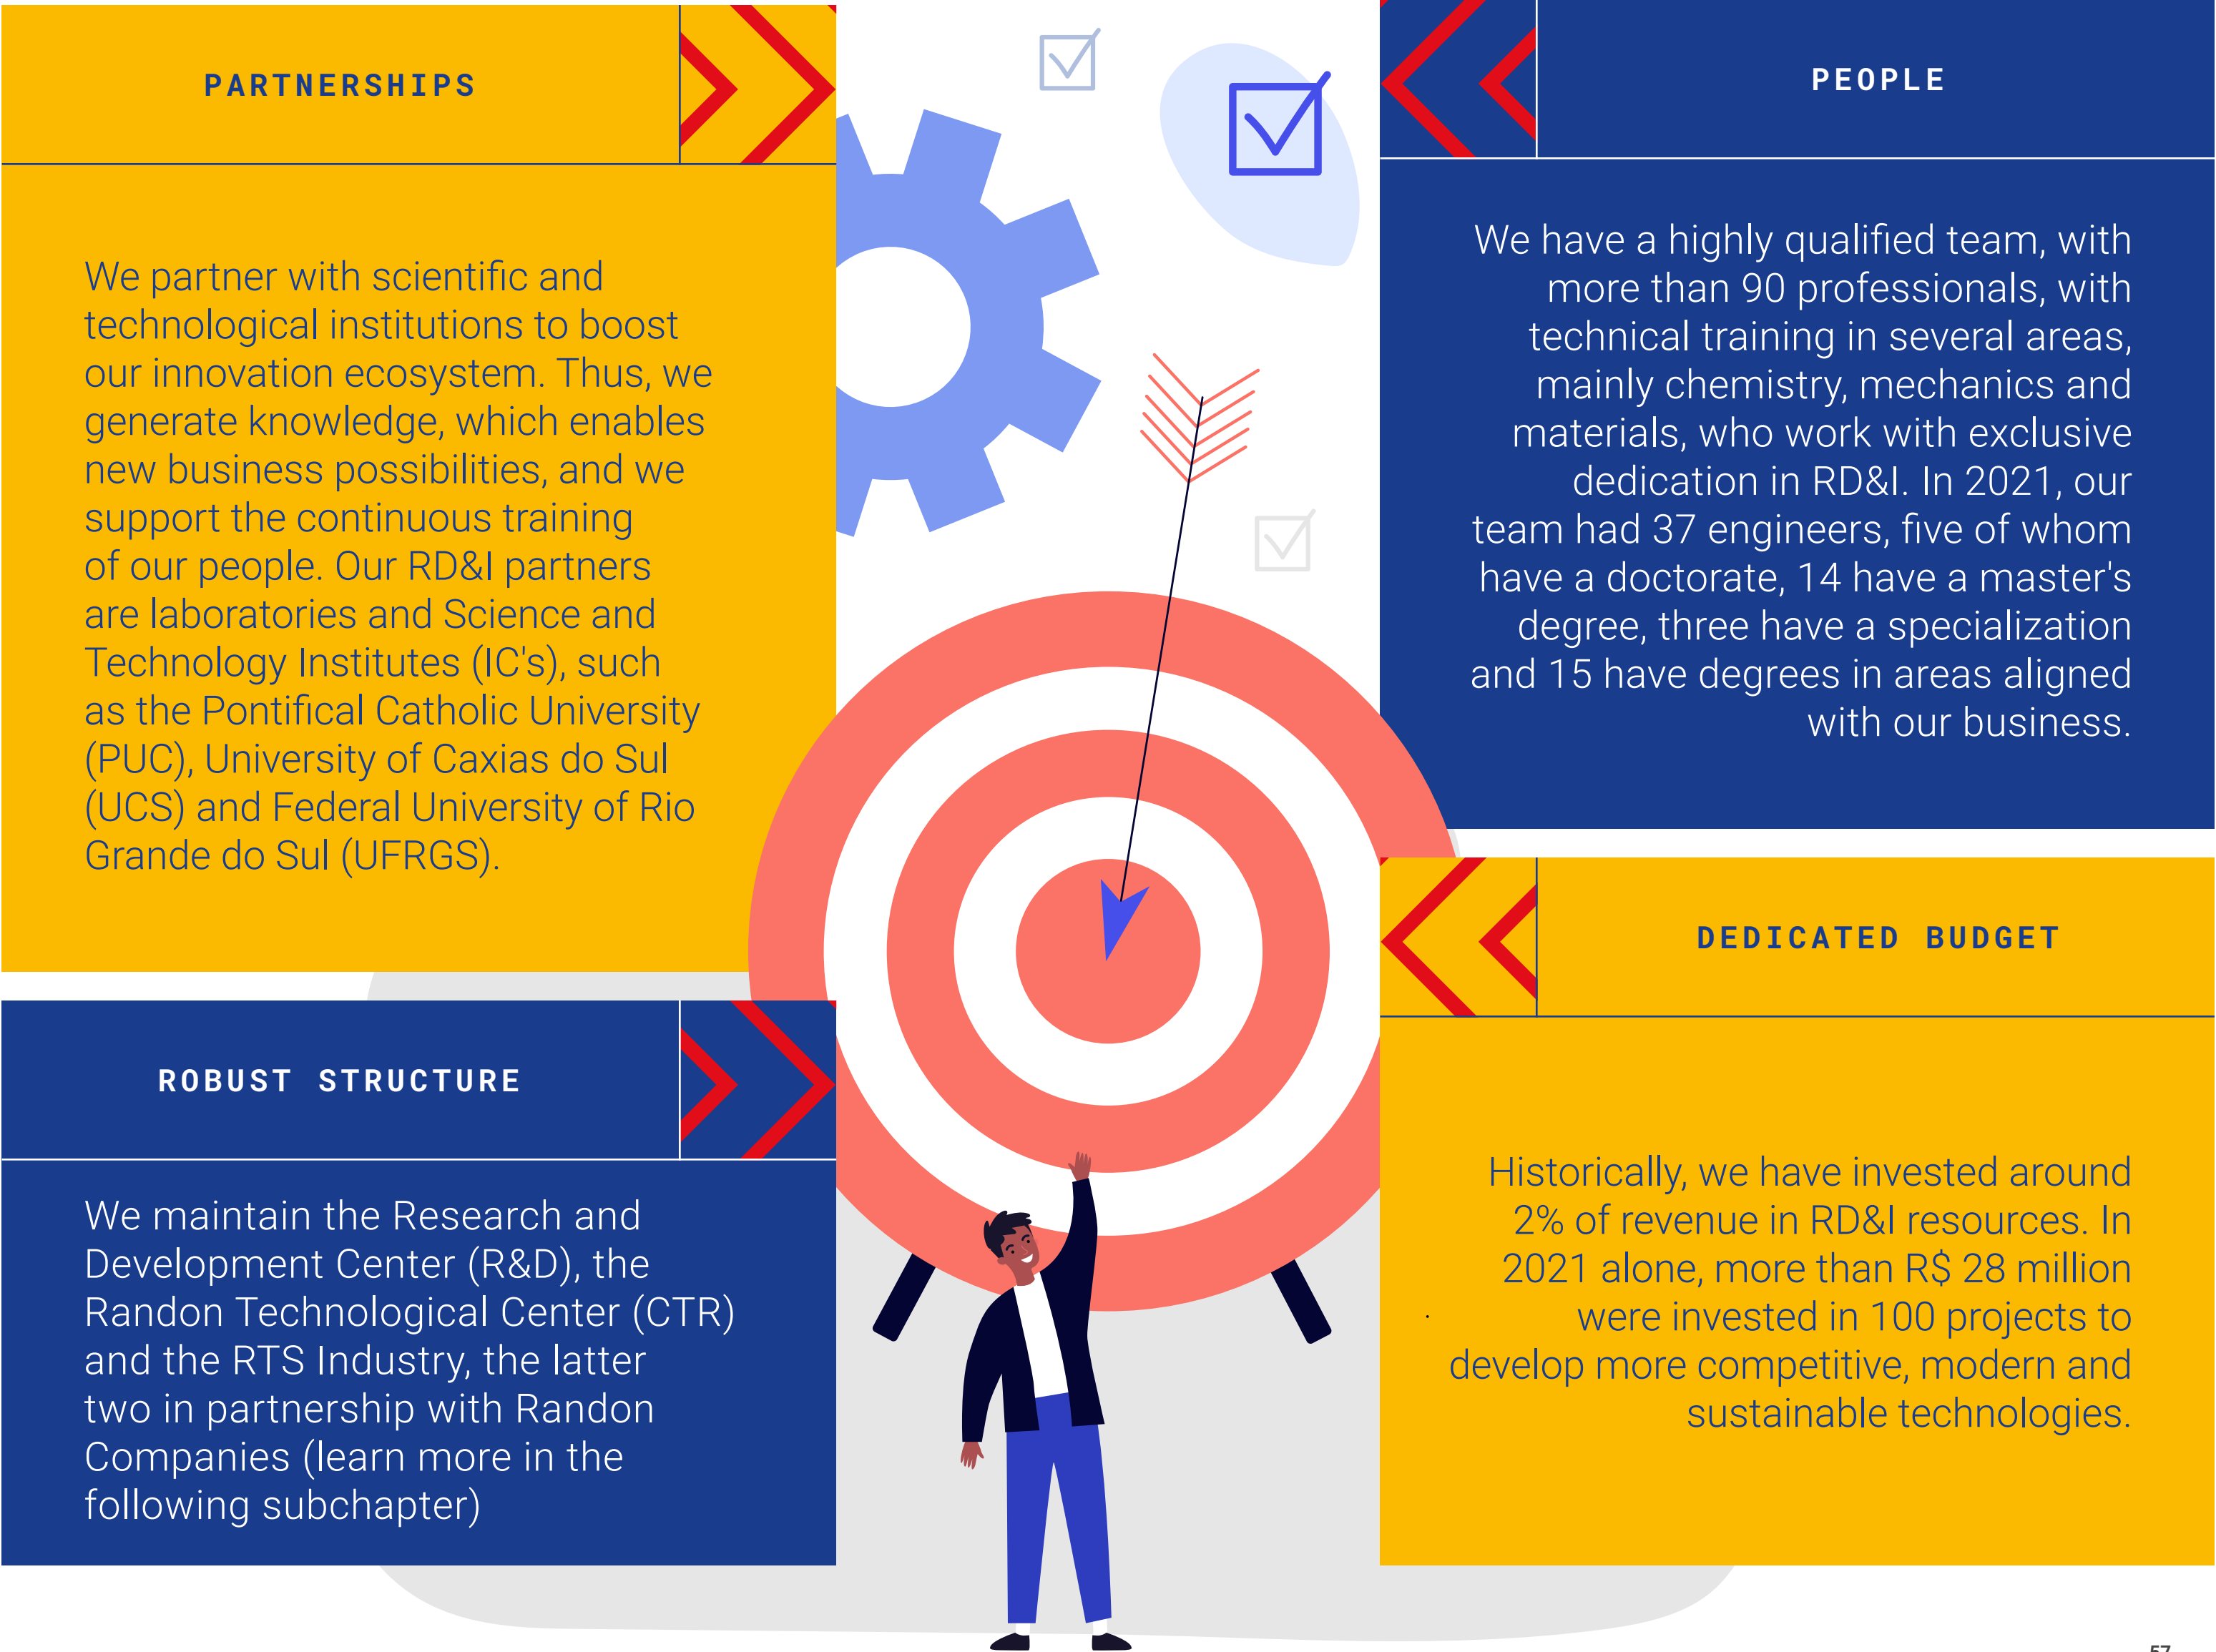 PARTNERSHIPS
We partner with scientific and
technological institutions to boost
our innovation ecosystem. Thus, we
generate knowledge, which enables
new business possibilities, and we
support the continuous training
of our people. Our RD&I partners
are laboratories and Science and
Technology Institutes (IC's), such
as the Pontifical Catholic University
(PUC), University of Caxias do Sul
(UCS) and Federal University of Rio
Grande do Sul (UFRGS).
ROBUST STRUCTURE
We maintain the Research and
Development Center (R&D), the
Randon Technological Center (CTR)
and the RTS Industry, the latter
two in partnership with Randon
Companies (learn more in the
following subchapter)
PEOPLE
We have a highly qualified team, with
more than 90 professionals, with
technical training in several areas,
mainly chemistry, mechanics and
materials, who work with exclusive
dedication in RD&I. In 2021, our
team had 37 engineers, five of whom
have a doctorate, 14 have a master's
degree, three have a specialization
and 15 have degrees in areas aligned
with our business.
DEDICATED BUDGET
Historically, we have invested around
2% of revenue in RD&I resources. In
2021 alone, more than R$ 28 million
were invested in 100 projects to
develop more competitive, modern and
sustainable technologies.
57